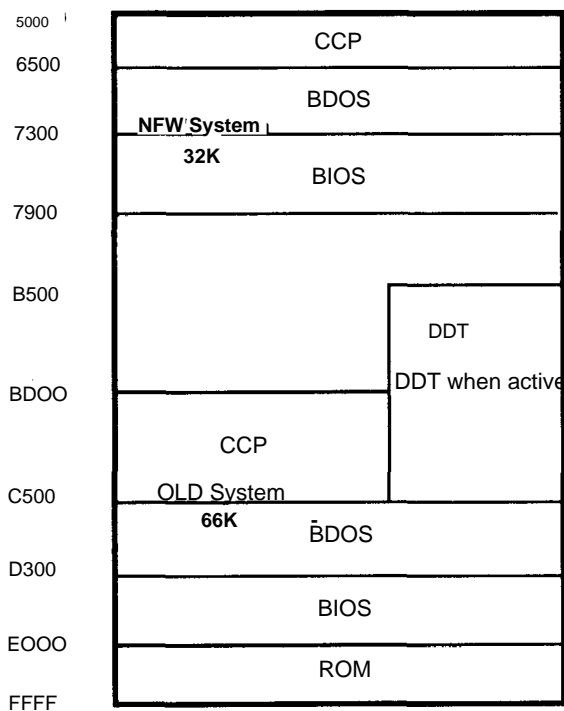 5000
CCP
6500
BDOS
7300
NFW System
32K
BIOS
7900
B500
DDT
DDT when active
BDOO
CCP
C500
OLD System
66K
BDOS
D300
BIOS
EOOO
ROM
FFFF